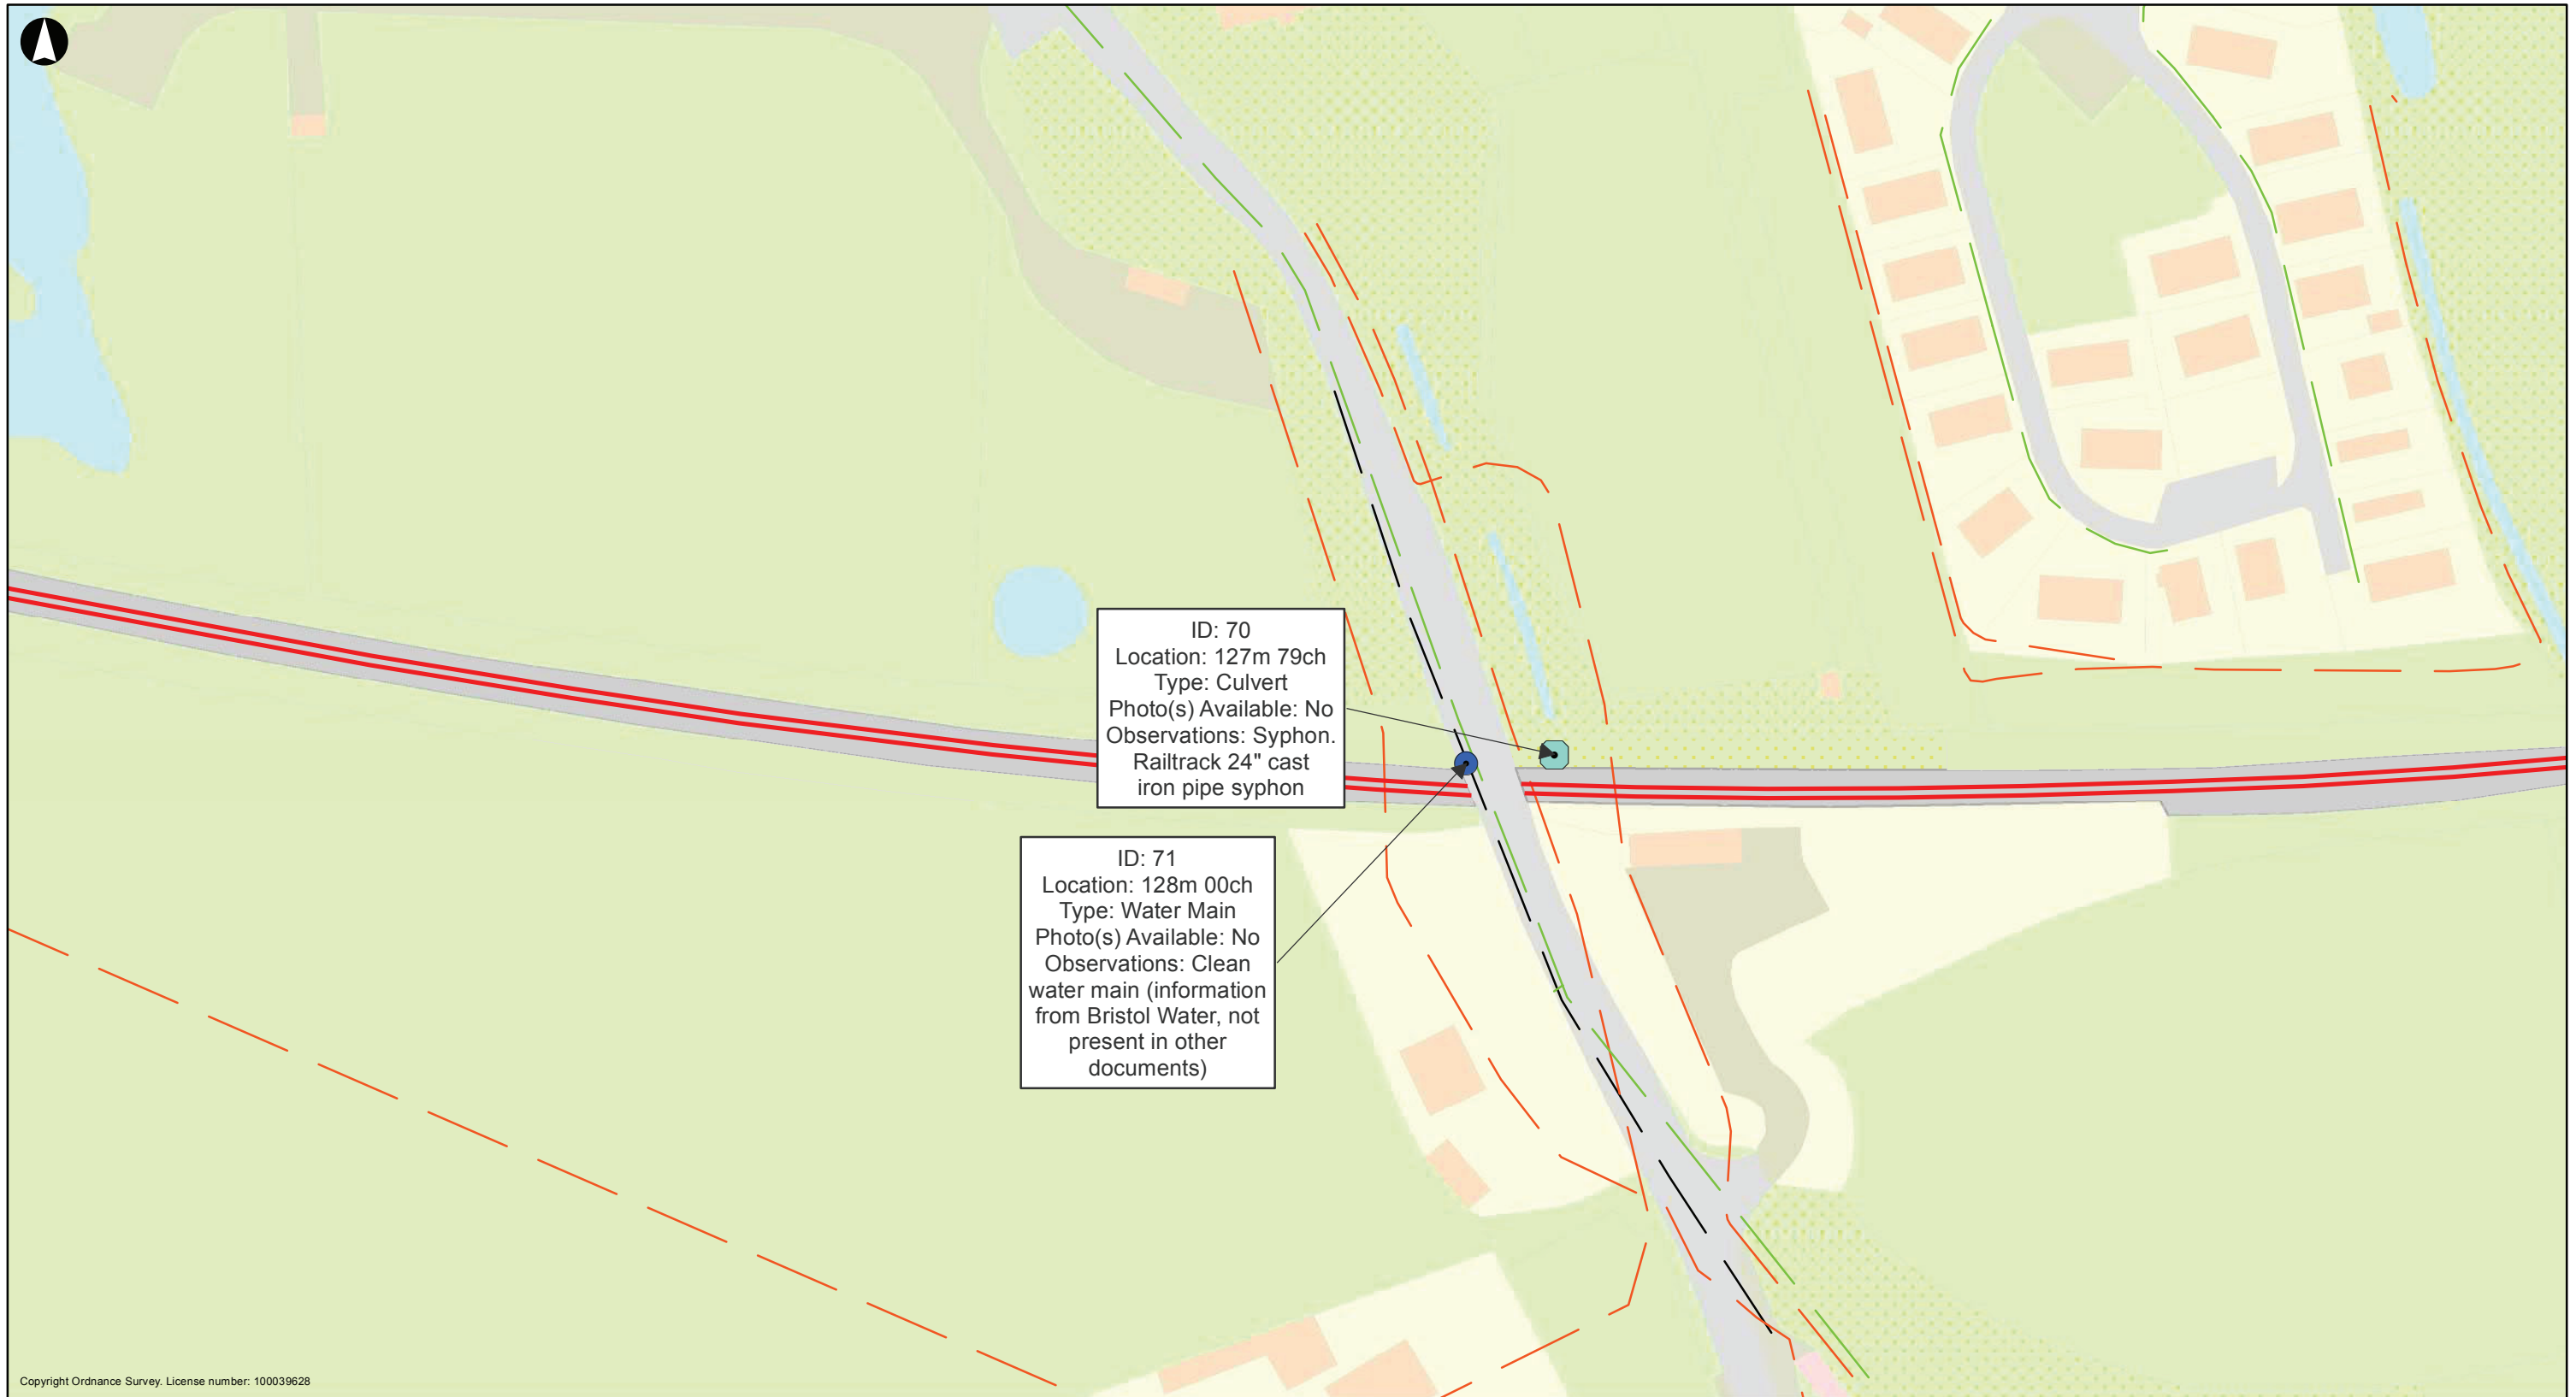 ID: 70
Location: 127m 79ch
Type: Culvert
Photo(s) Available: No
Observations: Syphon.
Railtrack 24" cast
iron pipe syphon
ID: 71
Location: 128m 00ch
Type: Water Main
Photo(s) Available: No
Observations: Clean
water main (information
from Bristol Water, not
present in other
documents)
Copyright Ordnance Survey. License number: 100039628